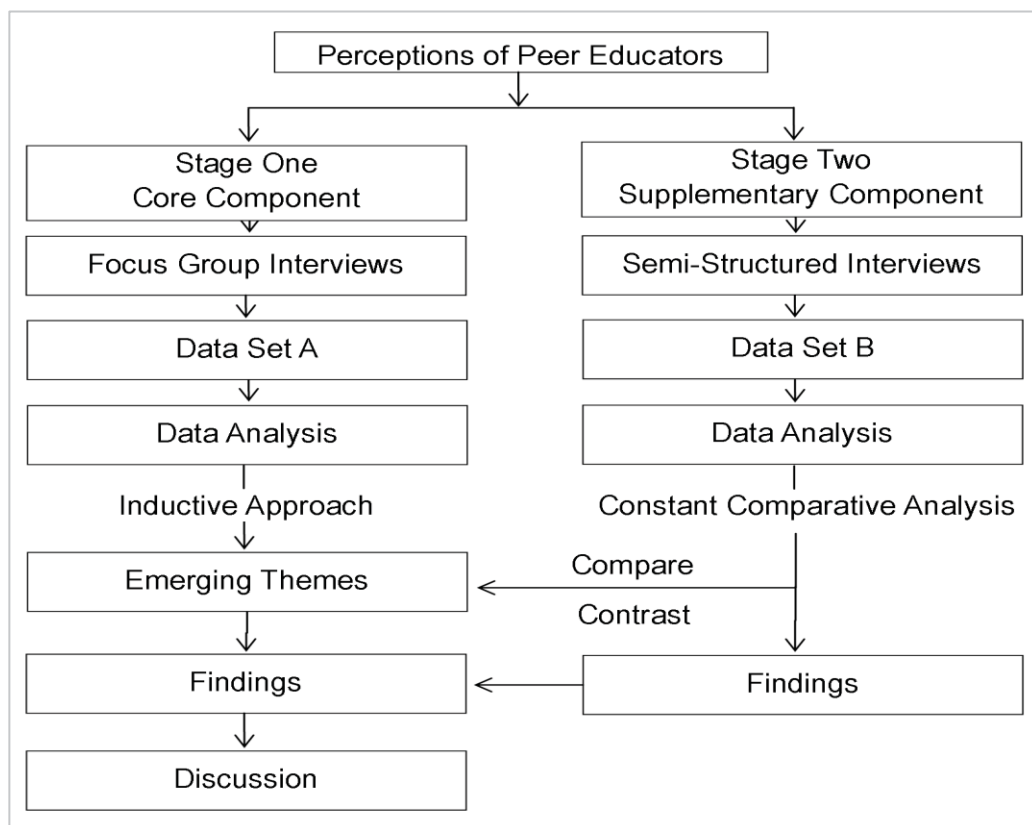 Perceptions of Peer Educators
Stage One
Core Component
Stage Two
Supplementary Component
Focus Group Interviews
Semi-Structured Interviews
Data Set A
Data Set B
Data Analysis
Data Analysis
Inductive Approach
Constant Comparative Analysis
Emerging Themes
Compare
Contrast
Findings
Findings
Discussion